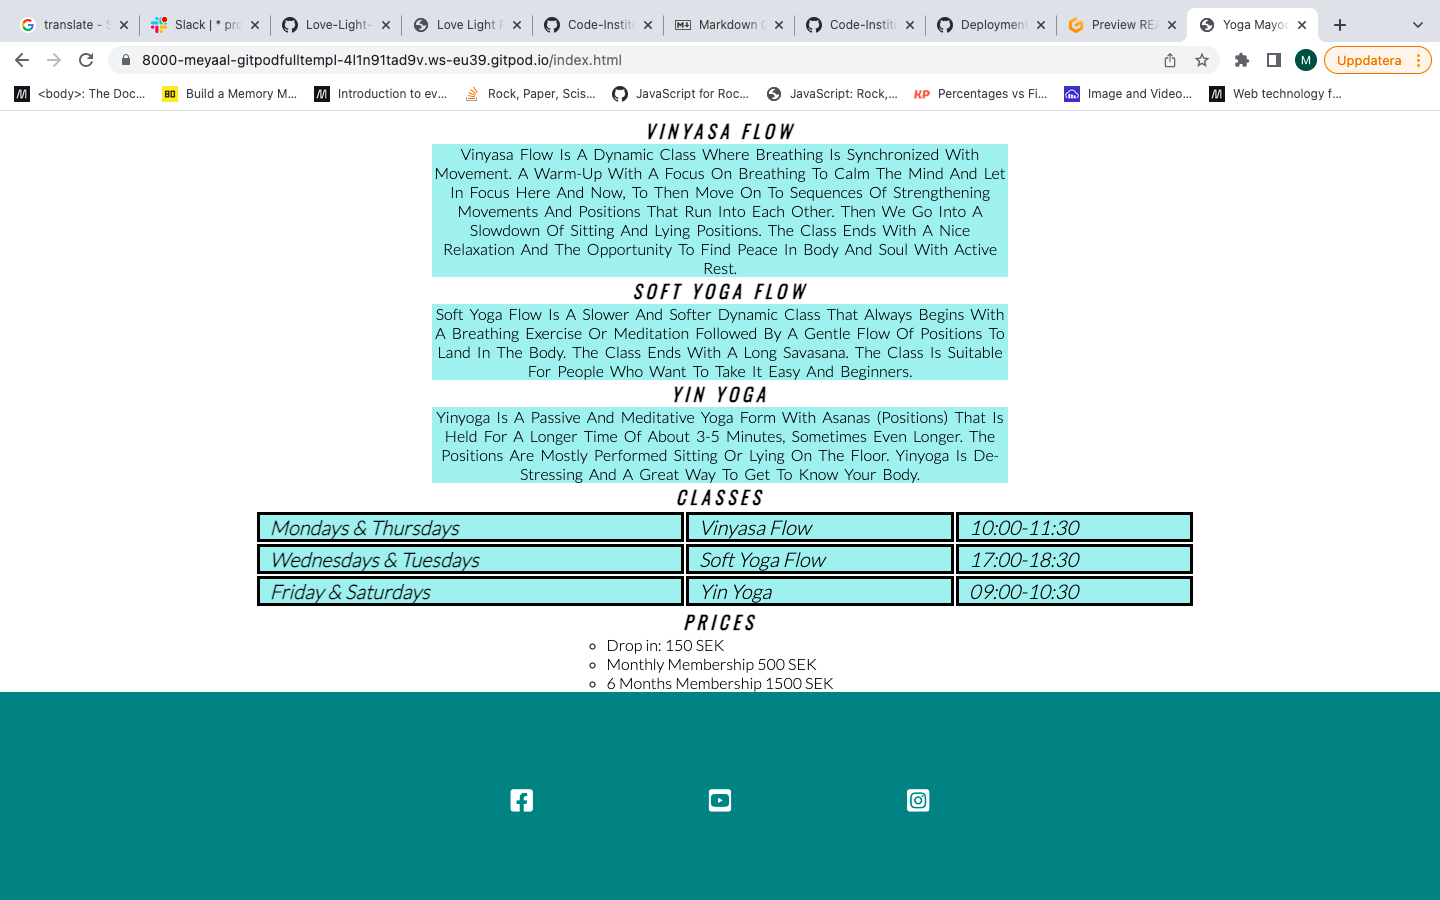 translate - S
Slack | * pro
Love-Light-
Love Light R
Code-Institu
Markdown C
Code-Institu
Deployment
Preview REA
Yoga Mayoo
8000-meyaal-gitpodfulltempl-4l1n91tad9v.ws-eu39.gitpod.io/index.html
M
Uppdatera
<body>: The Doc...
Build a Memory M...
Introduction to ev...
Rock, Paper, Scis...
JavaScript for Roc...
JavaScript: Rock,...
KP Percentages vs Fi...
Image and Video...
Web technology f...
VINYASA FLOW
Vinyasa Flow Is A Dynamic Class Where Breathing Is Synchronized With
Movement. A Warm-Up With A Focus On Breathing To Calm The Mind And Let
In Focus Here And Now, To Then Move On To Sequences Of Strengthening
Movements And Positions That Run Into Each Other. Then We Go Into A
Slowdown Of Sitting And Lying Positions. The Class Ends With A Nice
Relaxation And The Opportunity To Find Peace In Body And Soul With Active
Rest.
SOFT YOGA FLOW
Soft Yoga Flow Is A Slower And Softer Dynamic Class That Always Begins With
A Breathing Exercise Or Meditation Followed By A Gentle Flow Of Positions To
Land In The Body. The Class Ends With A Long Savasana. The Class Is Suitable
For People Who Want To Take It Easy And Beginners.
YIN YOGA
Yinyoga Is A Passive And Meditative Yoga Form With Asanas (Positions) That Is
Held For A Longer Time Of About 3-5 Minutes, Sometimes Even Longer. The
Positions Are Mostly Performed Sitting Or Lying On The Floor. Yinyoga Is De-
Stressing And A Great Way To Get To Know Your Body.
CLASSES
Mondays & Thursdays Vinyasa Flow 10:00-11:30
Wednesdays & Tuesdays Soft Yoga Flow 17:00-18:30
Friday & Saturdays Yin Yoga 09:00-10:30
PRICES
Drop in: 150 SEK
Monthly Membership 500 SEK
6 Months Membership 1500 SEK